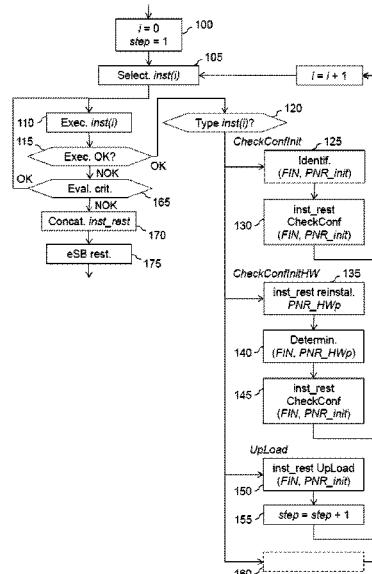 100
i = 0
step = 1
105
Select. inst(i)
i = i + 1
110
Exec. inst(i)
115
Exec. OK?
OK
NOK
OK
Eval. crit.
165
NOK
Concat. inst_rest
170
eSB rest.
175
120
Type inst(i)?
CheckConfInit
125
Identif.
(FIN, PNR_init)
130
inst_rest
CheckConf
(FIN, PNR_init)
CheckConfInitHW
135
inst_rest reinstal.
PNR_HWp
140
Determin.
(FIN, PNR_HWp)
145
inst_rest
CheckConf
(FIN, PNR_init)
UpLoad
inst_rest UpLoad
(FIN, PNR_init)
150
155
step = step + 1
160